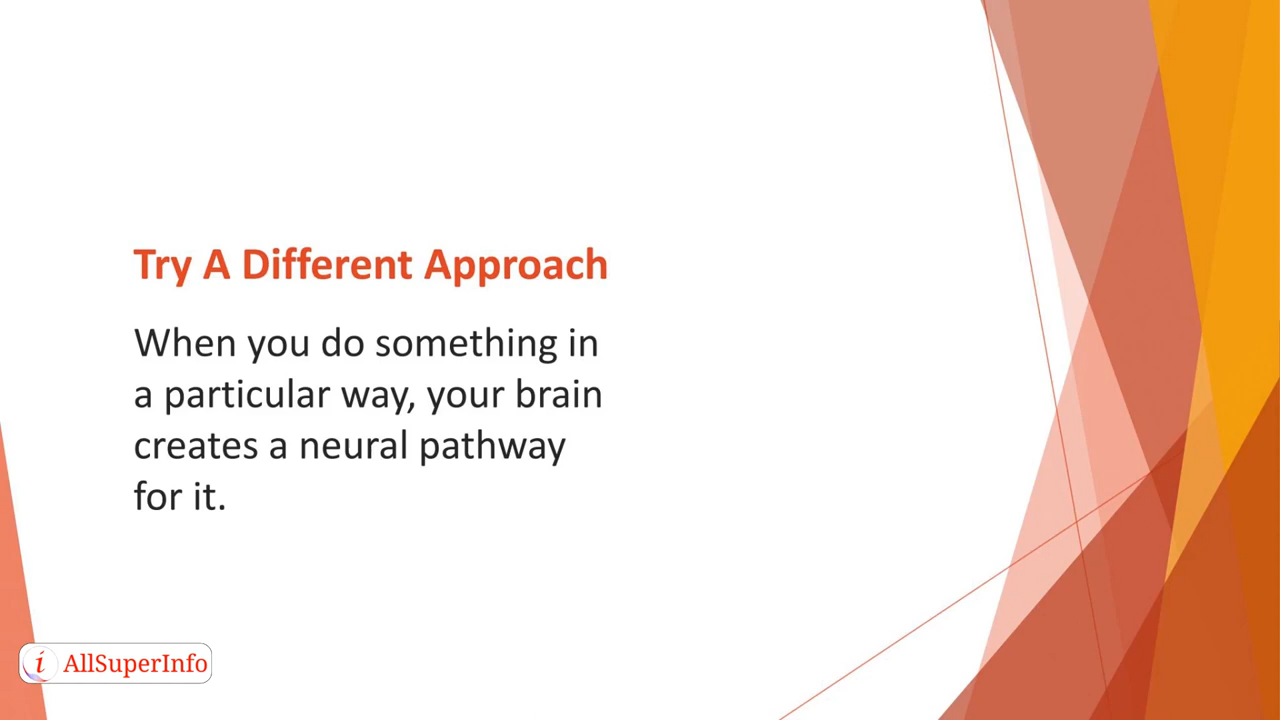 Try A Different Approach
When you do something in
a particular way, your brain
creates a neural pathway
for it.
i AllSuperInfo